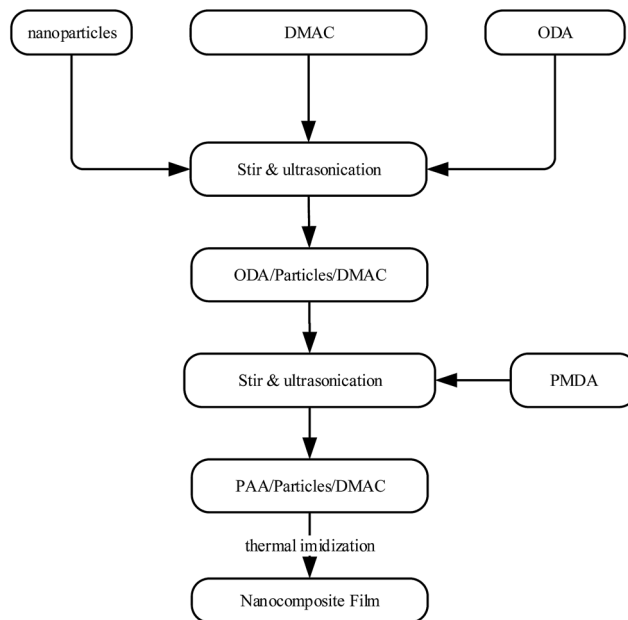 nanoparticles
DMAC
ODA
Stir & ultrasonication
ODA/Particles/DMAC
Stir & ultrasonication
PMDA
PAA/Particles/DMAC
thermal imidization
Nanocomposite Film